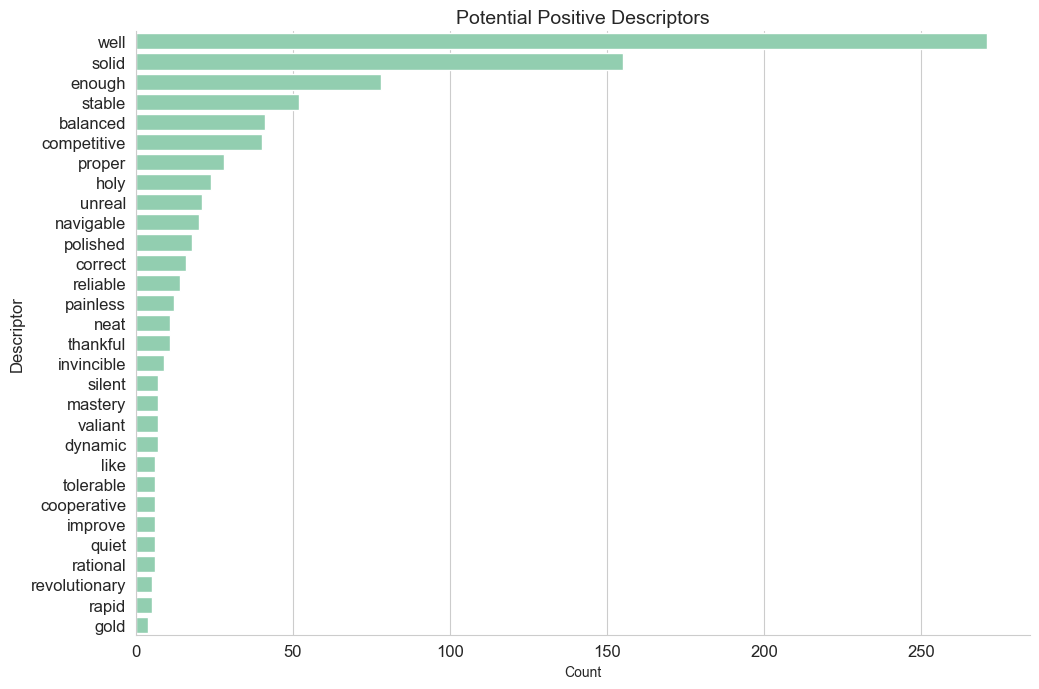 Potential Positive Descriptors
well
solid
enough
stable
balanced
competitive
proper
holy
unreal
navigable
polished
correct
reliable
painless
neat
thankful
invincible
silent
mastery
valiant
dynamic
like
tolerable
cooperative
improve
quiet
rational
revolutionary
rapid
gold
Descriptor
0 50 100 150 200 250
Count